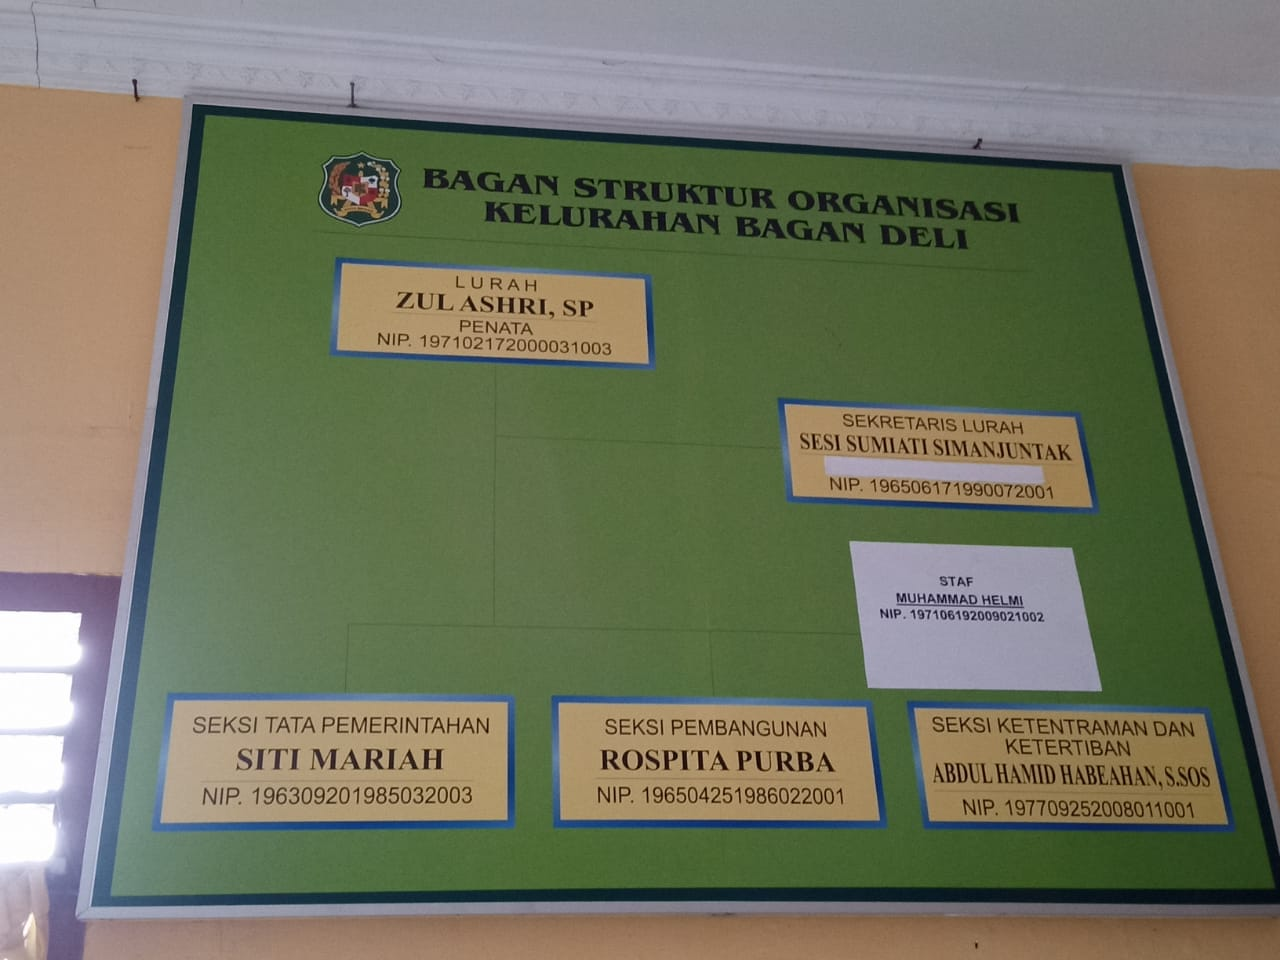 BAGAN STRUKTUR ORGANISASI
KELURAHAN BAGAN DELI
LURAH
ZUL ASHRI, SP
PENATA
NIP. 197102172000031003
SEKRETARIS LURAH
SESI SUMIATI SIMANJUNTAK
NIP. 196506171990072001
STAF
MUHAMMAD HELMI
NIP. 197106192009021002
SEKSI TATA PEMERINTAHAN
SITI MARIAH
NIP. 196309201985032003
SEKSI PEMBANGUNAN
ROSPITA PURBA
NIP. 196504251986022001
SEKSI KETENTRAMAN DAN
KETERTIBAN
ABDUL HAMID HABEAHAN, S.SOS
NIP. 197709252008011001